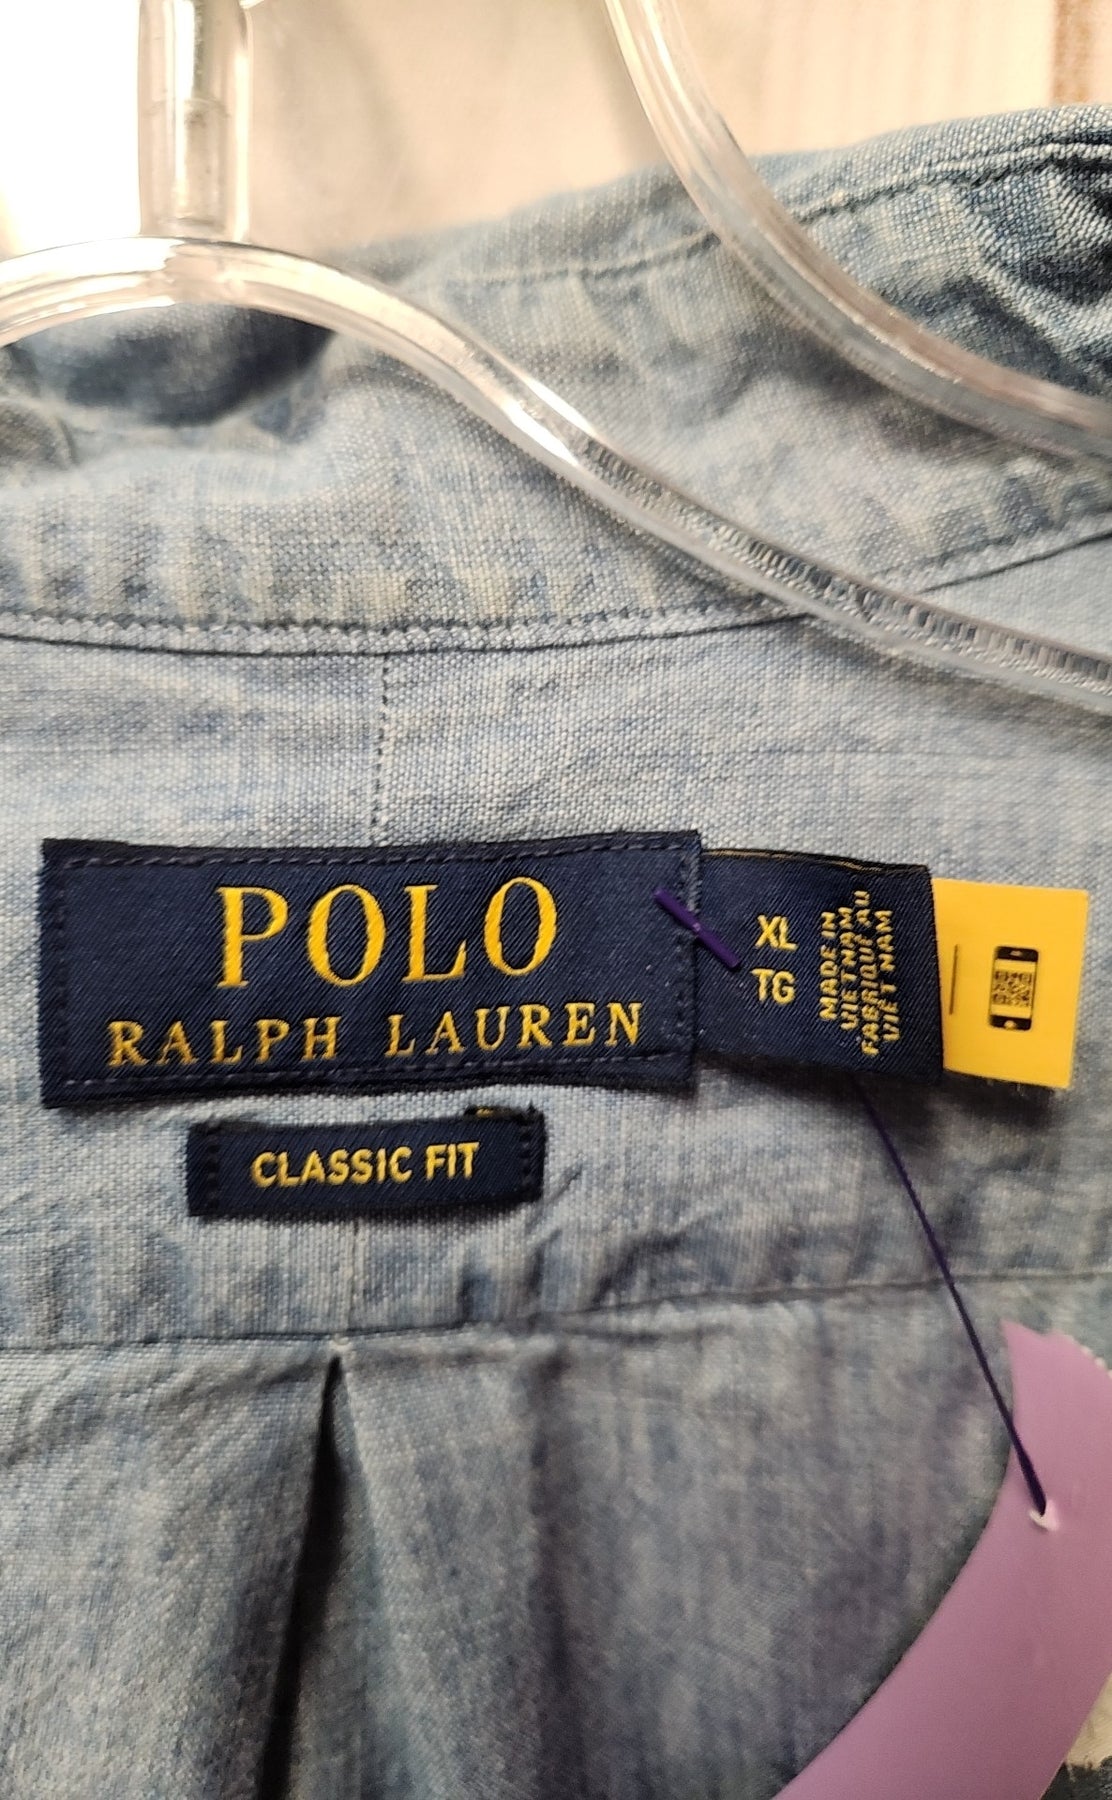 POLO
RALPH LAUREN
CLASSIC FIT
XL
TG
MADE IN
VIETNAM
FABRIQUÉ AU
VIET NAM